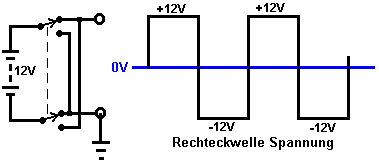 +12V +12V
12V
0V
-12V -12V
Rechteckwelle Spannung